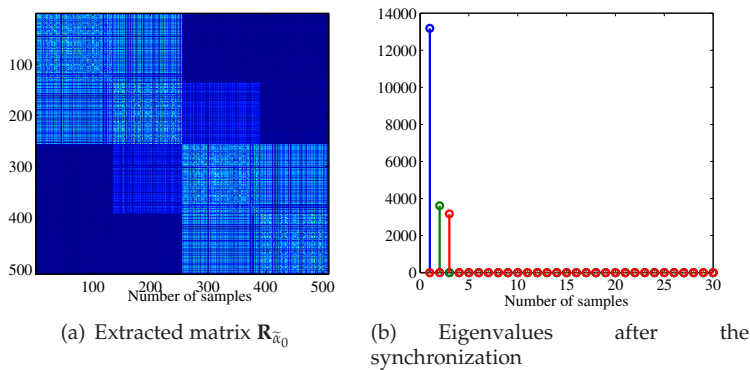 100
200
300
400
500
100 200 300 400 500
Number of samples
(a) Extracted matrix R_α̃₀
14000
12000
10000
8000
6000
4000
2000
0
0 5 10 15 20 25 30
Number of samples
(b) Eigenvalues after the
synchronization